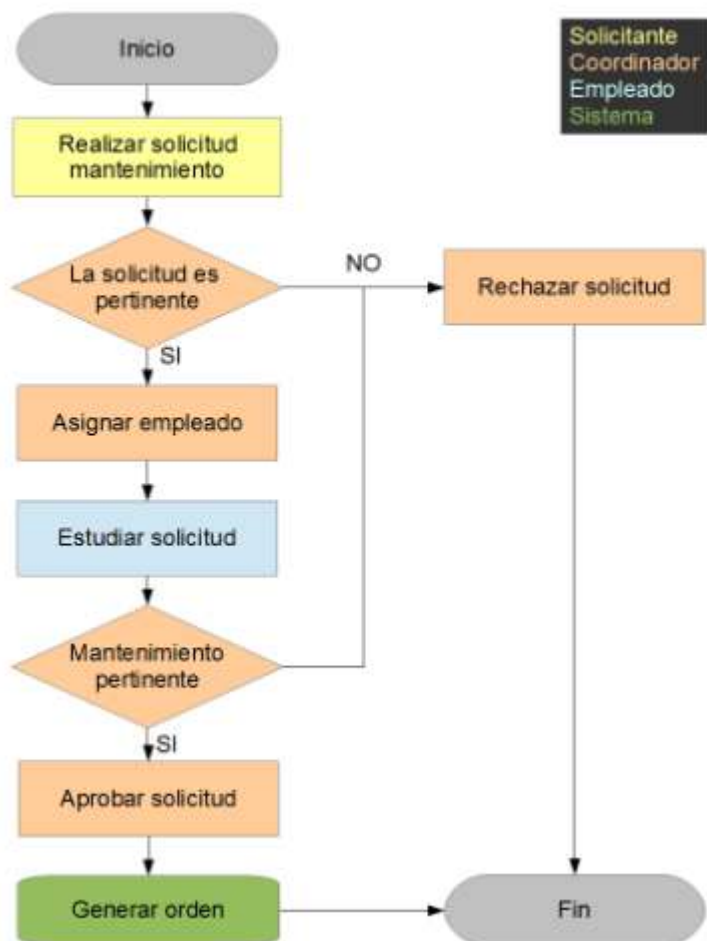 Inicio
Solicitante
Coordinador
Empleado
Sistema
Realizar solicitud
mantenimiento
La solicitud es
pertinente
NO
Rechazar solicitud
SI
Asignar empleado
Estudiar solicitud
Mantenimiento
pertinente
SI
Aprobar solicitud
Generar orden
Fin